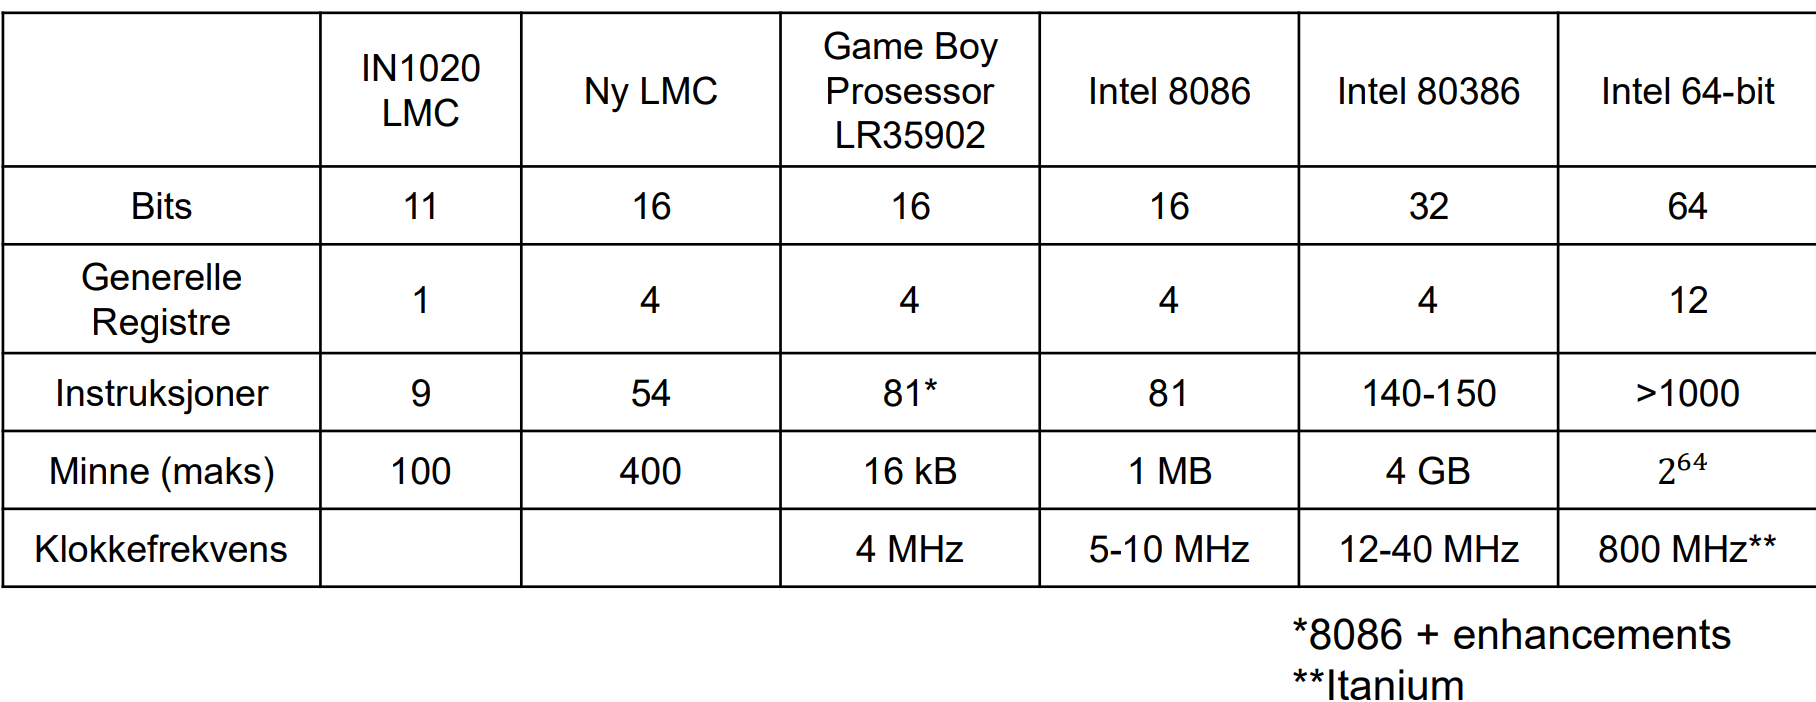 IN1020 LMC	Ny LMC	Game Boy Prosessor LR35902	Intel 8086	Intel 80386	Intel 64-bit
Bits	11	16	16	16	32	64
Generelle Registre	1	4	4	4	4	12
Instruksjoner	9	54	81*	81	140-150	>1000
Minne (maks)	100	400	16 kB	1 MB	4 GB	2⁶⁴
Klokkefrekvens	4 MHz	5-10 MHz	12-40 MHz	800 MHz**
*8086 + enhancements
**Itanium